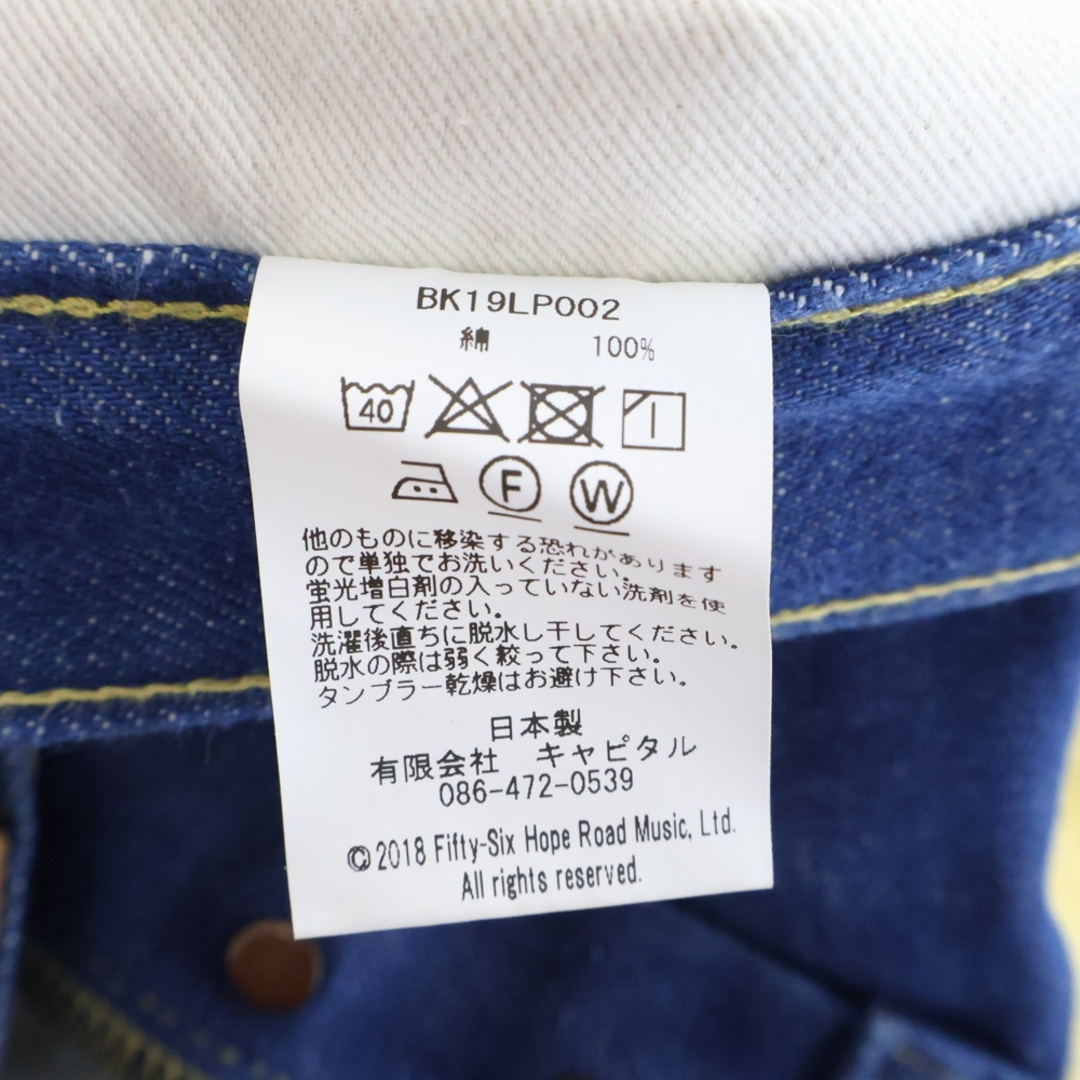 BK19LP002
綿 100%
40
F W
他のものに移染する恐れがあります
ので単独でお洗いください。
蛍光増白剤の入っていない洗剤を使
用してください。
洗濯後直ちに脱水し干してください。
脱水の際は弱く絞って下さい。
タンブラー乾燥はお避け下さい。
日本製
有限会社 キャピタル
086-472-0539
©2018 Fifty-Six Hope Road Music, Ltd.
All rights reserved.